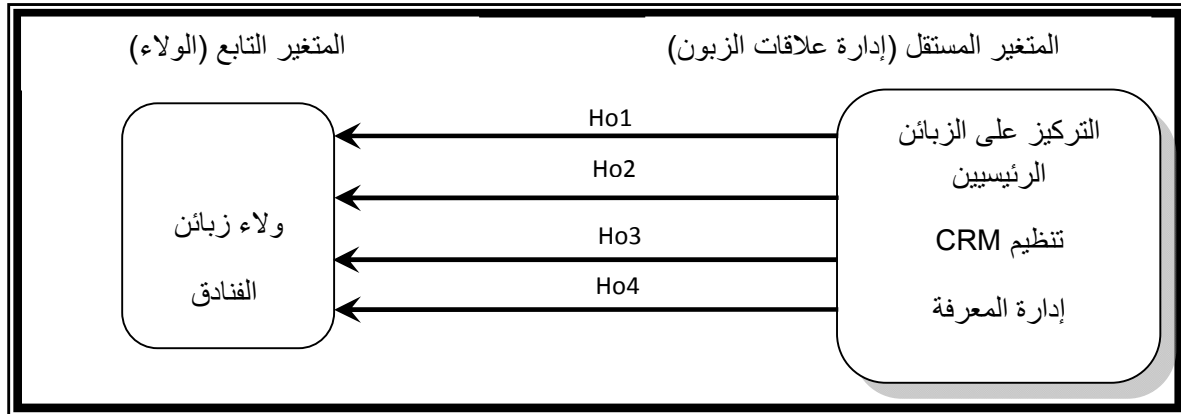 المتغير المستقل (إدارة علاقات الزبون)
المتغير التابع (الولاء)
التركيز على الزبائن
الرئيسيين
تنظيم CRM
إدارة المعرفة
Ho1
Ho2
Ho3
Ho4
ولاء زبائن
الفنادق